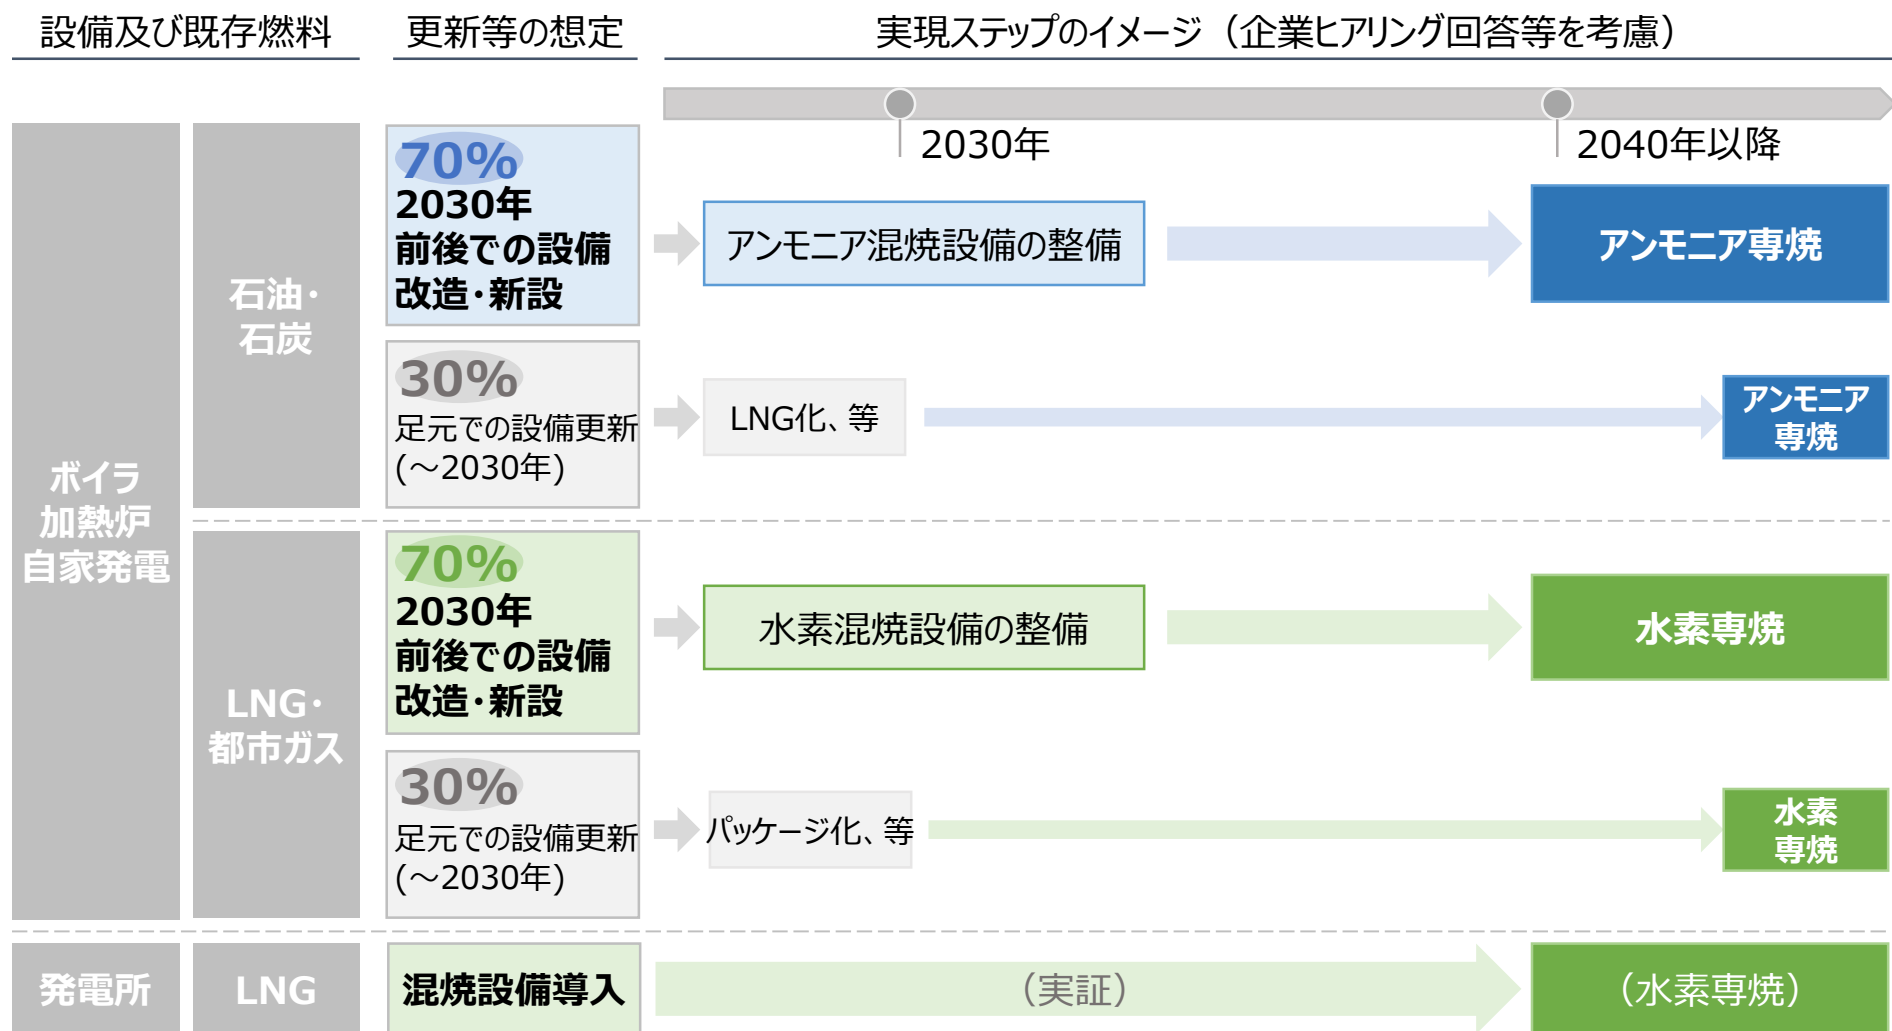 設備及び既存燃料
更新等の想定
実現ステップのイメージ（企業ヒアリング回答等を考慮）
2030年
2040年以降
ボイラ
加熱炉
自家発電
石油・
石炭
70%
2030年
前後での設備
改造・新設
アンモニア混焼設備の整備
アンモニア専焼
30%
足元での設備更新
(～2030年)
LNG化、等
アンモニア
専焼
LNG・
都市ガス
70%
2030年
前後での設備
改造・新設
水素混焼設備の整備
水素専焼
30%
足元での設備更新
(～2030年)
パッケージ化、等
水素
専焼
発電所
LNG
混焼設備導入
（実証）
（水素専焼）